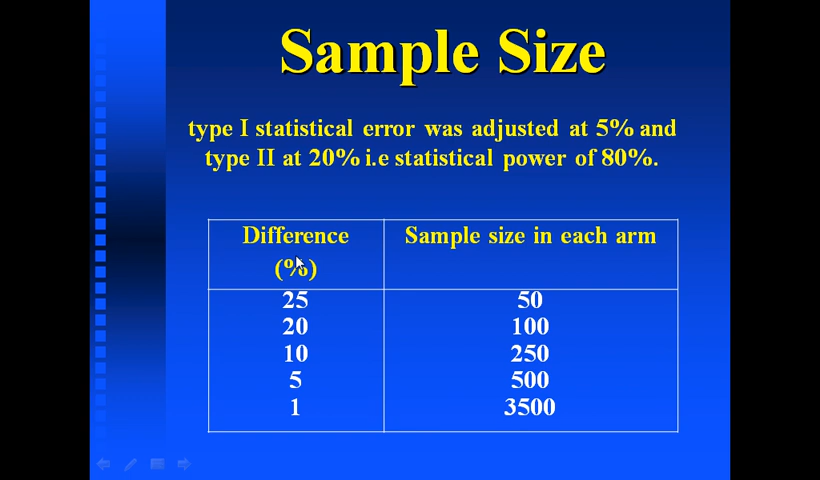 Sample Size
type I statistical error was adjusted at 5% and
type II at 20% i.e statistical power of 80%.
Difference (%) Sample size in each arm
25 50
20 100
10 250
5 500
1 3500